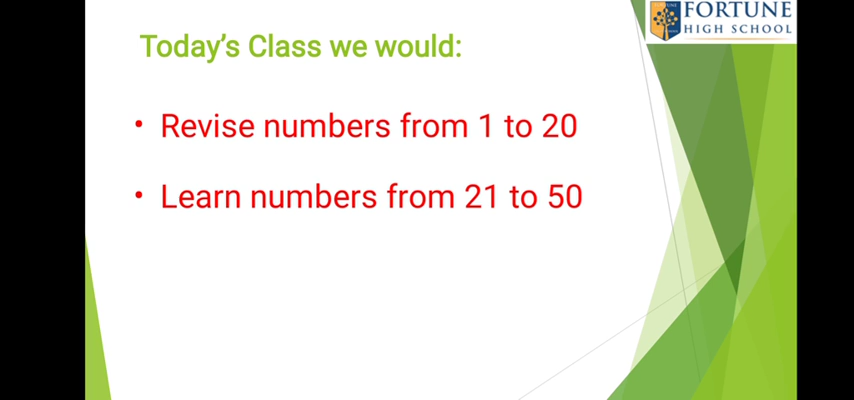 FORTUNE
HIGH SCHOOL
Today's Class we would:
• Revise numbers from 1 to 20
• Learn numbers from 21 to 50